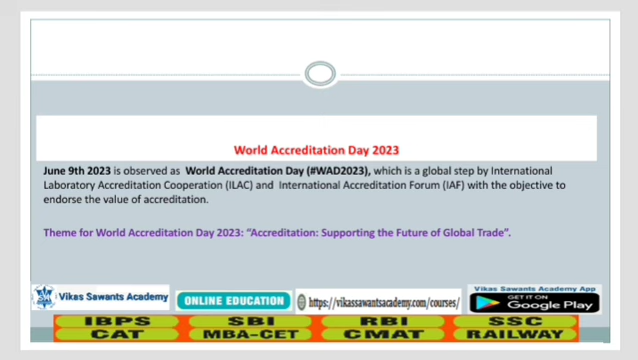 World Accreditation Day 2023
June 9th 2023 is observed as World Accreditation Day (#WAD2023), which is a global step by International
Laboratory Accreditation Cooperation (ILAC) and International Accreditation Forum (IAF) with the objective to
endorse the value of accreditation.
Theme for World Accreditation Day 2023: “Accreditation: Supporting the Future of Global Trade”.
Vikas Sawants Academy
ONLINE EDUCATION
https://vikassawantsacademy.com/courses/
Vikas Sawants Academy App
GET IT ON
Google Play
IBPS SBI RBI SSC
CAT MBA-CET CMAT RAILWAY